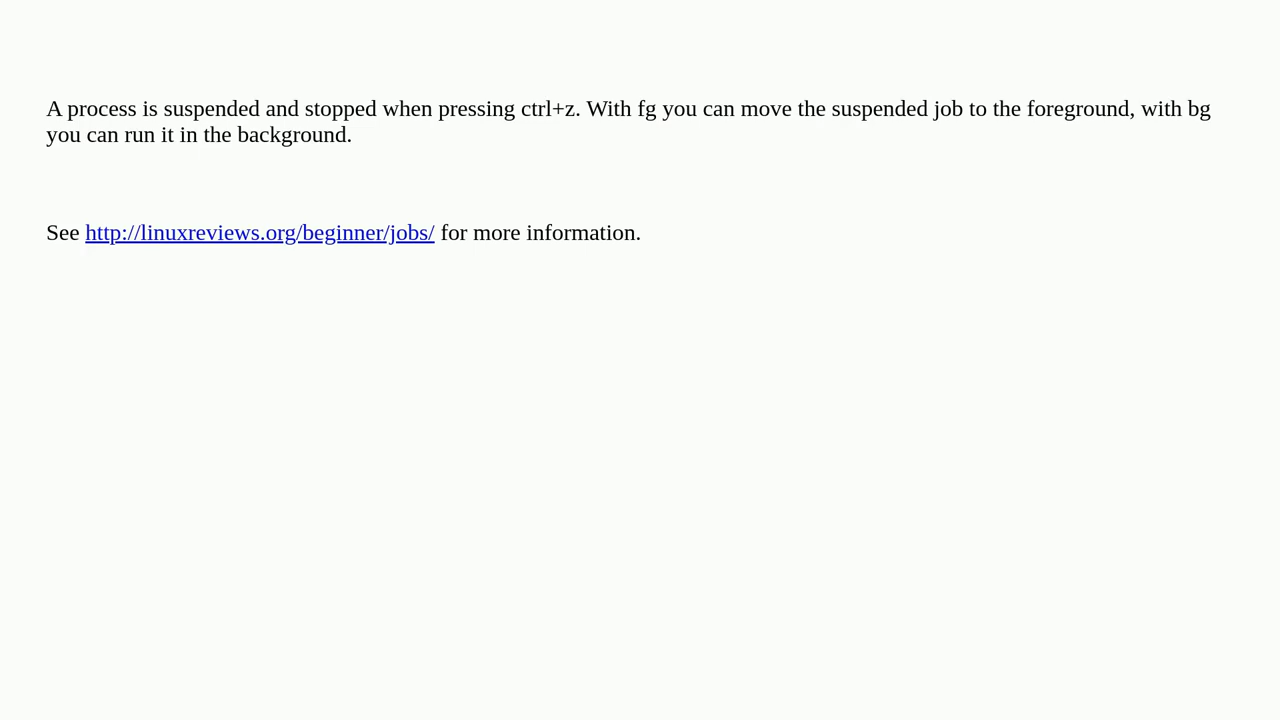 A process is suspended and stopped when pressing ctrl+z. With fg you can move the suspended job to the foreground, with bg
you can run it in the background.
See http://linuxreviews.org/beginner/jobs/ for more information.